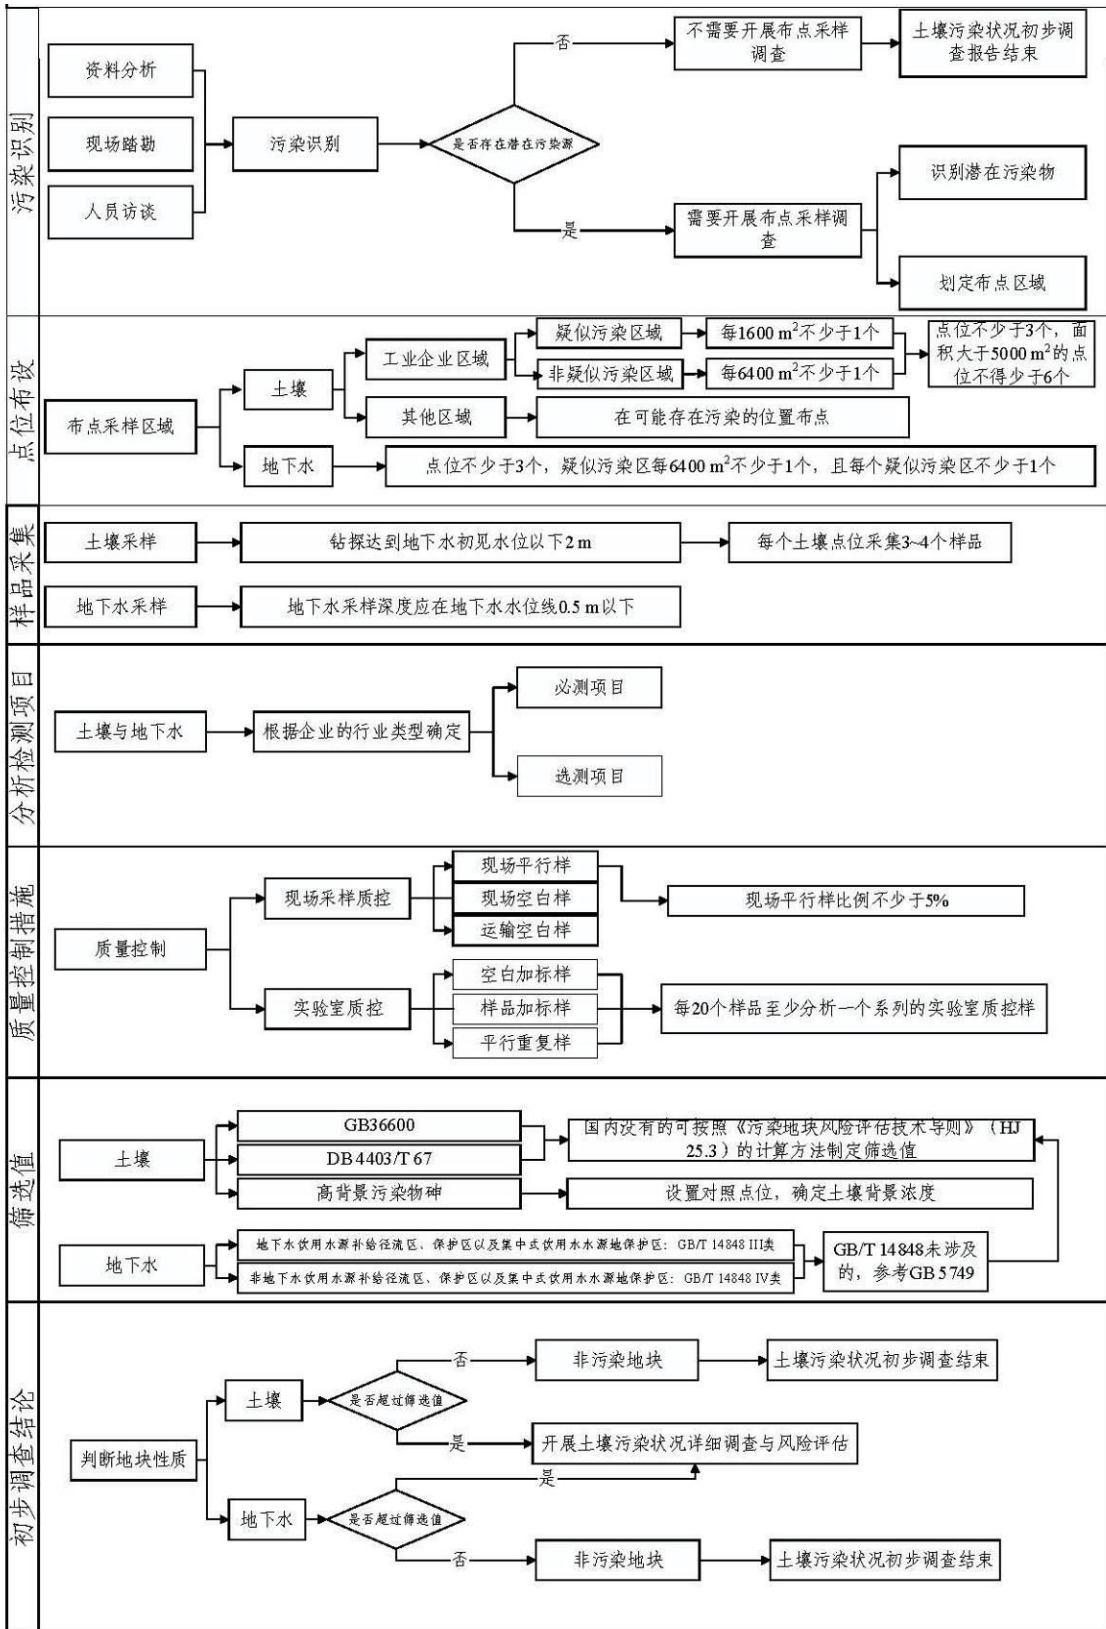 污染识别
资料分析
现场踏勘
人员访谈
污染识别
是否存在潜在污染源
否
不需要开展布点采样
调查
土壤污染状况初步调
查报告结束
是
需要开展布点采样调
查
识别潜在污染物
划定布点区域
点位布设
布点采样区域
土壤
工业企业区域
疑似污染区域
每1600 m²不少于1个
非疑似污染区域
每6400 m²不少于1个
点位不少于3个，面
积大于5000 m²的点
位不得少于6个
其他区域
在可能存在污染的位置布点
地下水
点位不少于3个，疑似污染区每6400 m²不少于1个，且每个疑似污染区不少于1个
样品采集
土壤采样
钻探达到地下水初见水位以下2 m
每个土壤点位采集3~4个样品
地下水采样
地下水采样深度应在地下水水位线0.5 m以下
分析检测项目
土壤与地下水
根据企业的行业类型确定
必测项目
选测项目
质量控制措施
质量控制
现场采样质控
现场平行样
现场空白样
运输空白样
现场平行样比例不少于5%
实验室质控
空白加标样
样品加标样
平行重复样
每20个样品至少分析一个系列的实验室质控样
筛选值
土壤
GB36600
DB4403/T 67
国内没有的可按照《污染地块风险评估技术导则》（HJ
25.3）的计算方法制定筛选值
高背景污染物砷
设置对照点位，确定土壤背景浓度
地下水
地下水饮用水源补给径流区、保护区以及集中式饮用水水源地保护区：GB/T 14848 III类
非地下水饮用水源补给径流区、保护区以及集中式饮用水水源地保护区：GB/T 14848 IV类
GB/T 14848未涉及
的，参考GB 5749
初步调查结论
判断地块性质
土壤
是否超过筛选值
否
非污染地块
土壤污染状况初步调查结束
是
开展土壤污染状况详细调查与风险评估
地下水
是否超过筛选值
是
否
非污染地块
土壤污染状况初步调查结束